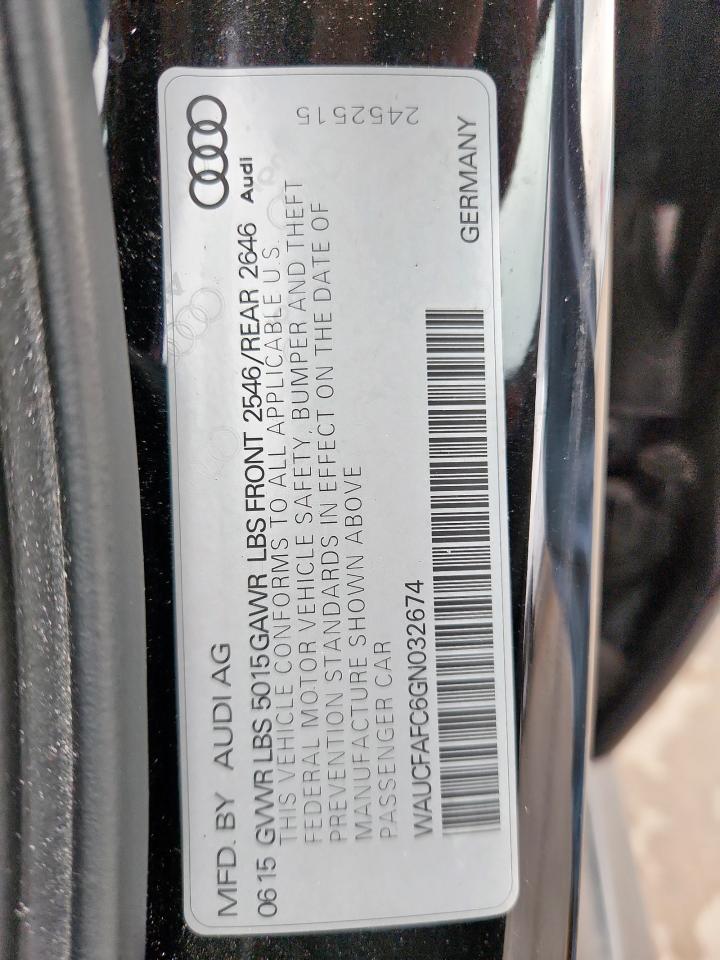 MFD. BY AUDI AG
06 15 GVWR LBS 5015 GAWR LBS FRONT 2546/REAR 2646
THIS VEHICLE CONFORMS TO ALL APPLICABLE U.S.
FEDERAL MOTOR VEHICLE SAFETY, BUMPER AND THEFT
PREVENTION STANDARDS IN EFFECT ON THE DATE OF
MANUFACTURE SHOWN ABOVE
PASSENGER CAR
WAUCFAFC6GN032674
Audi
GERMANY
2452515